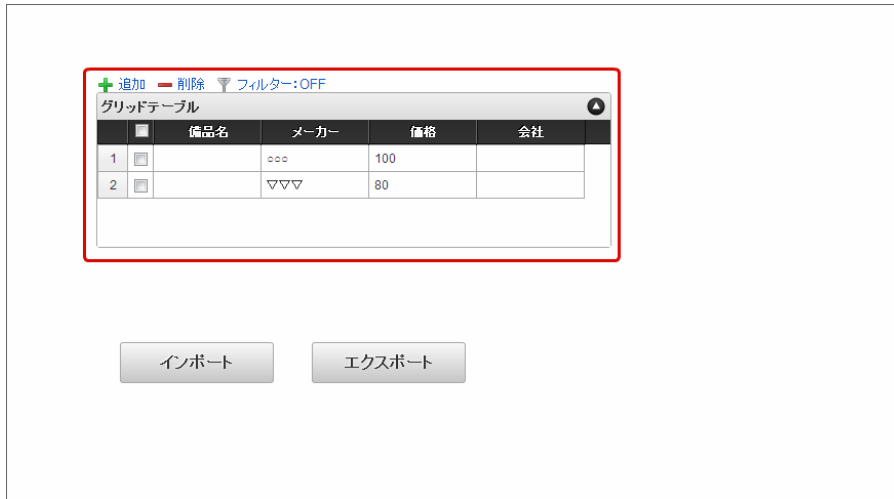 追加 削除 フィルター：OFF
グリッドテーブル
備品名 メーカー 価格 会社
1 ○○○ 100
2 ▽▽▽ 80
インポート エクスポート